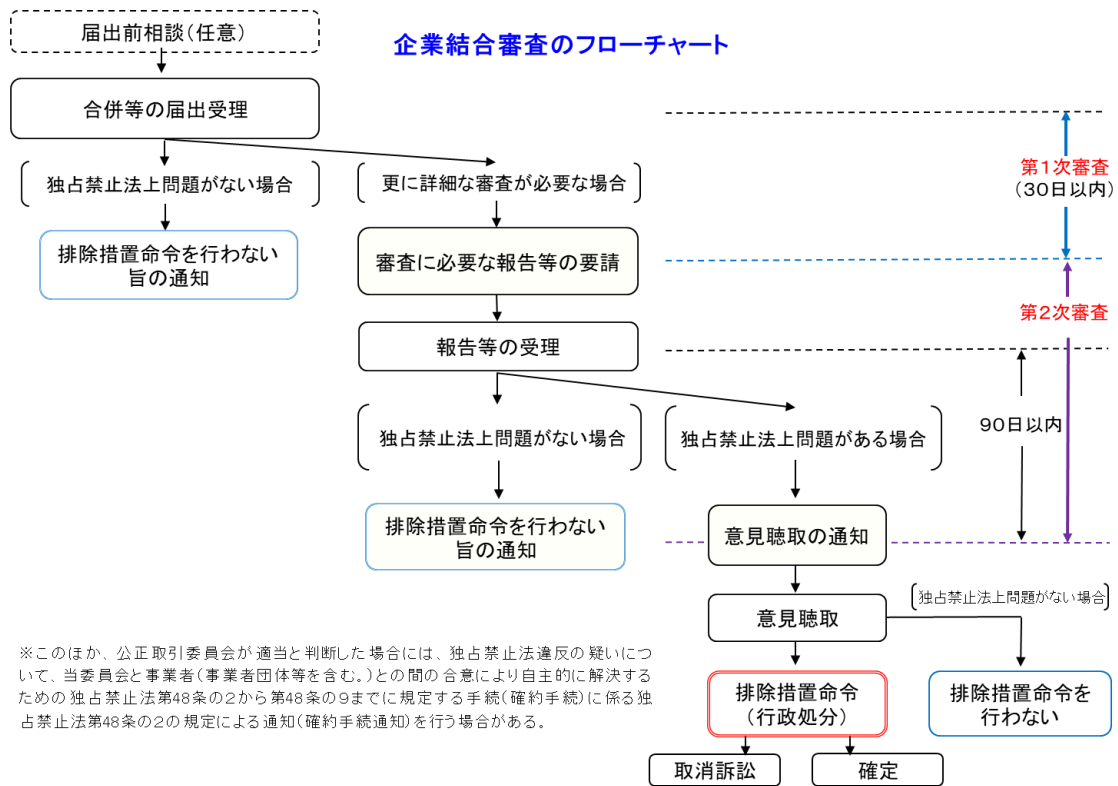 届出前相談（任意）
企業結合審査のフローチャート
合併等の届出受理
独占禁止法上問題がない場合
更に詳細な審査が必要な場合
第1次審査
（30日以内）
排除措置命令を行わない
旨の通知
審査に必要な報告等の要請
第2次審査
報告等の受理
独占禁止法上問題がない場合
独占禁止法上問題がある場合
90日以内
排除措置命令を行わない
旨の通知
意見聴取の通知
意見聴取
独占禁止法上問題がない場合
※このほか、公正取引委員会が適当と判断した場合には、独占禁止法違反の疑いにつ
いて、当委員会と事業者（事業者団体等を含む。）との間の合意により自主的に解決する
ための独占禁止法第48条の2から第48条の9までに規定する手続（確約手続）に係る独
占禁止法第48条の2の規定による通知（確約手続通知）を行う場合がある。
排除措置命令
（行政処分）
排除措置命令を
行わない
取消訴訟
確定